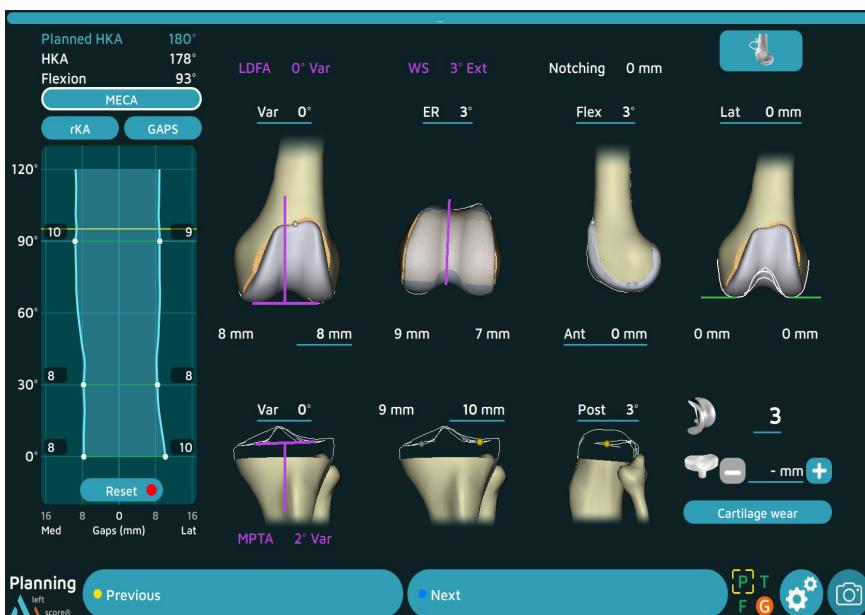 Planned HKA 180°
HKA 178°
Flexion 93°
MECA
rKA GAPS
LDFA 0° Var WS 3° Ext Notching 0 mm
Var 0° ER 3° Flex 3° Lat 0 mm
120°
10 9
90°
60°
8 8
30°
8 10
0°
Reset
16 8 0 8 16
Med Gaps (mm) Lat
8 mm 8 mm 9 mm 7 mm Ant 0 mm 0 mm 0 mm
Var 0° 9 mm 10 mm Post 3°
3
- mm +
Cartilage wear
MPTA 2° Var
Planning
left
score®
Previous
Next
P T
F G